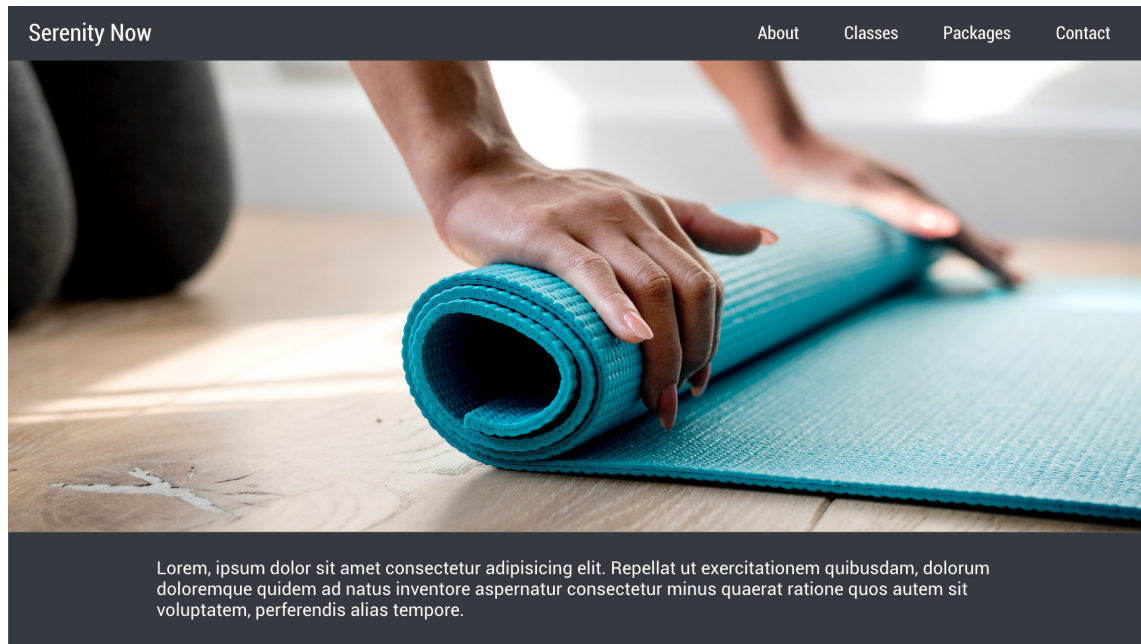 Serenity Now
About Classes Packages Contact
Lorem, ipsum dolor sit amet consectetur adipisicing elit. Repellat ut exercitationem quibusdam, dolorum
doloremque quidem ad natus inventore aspernatur consectetur minus quaerat ratione quos autem sit
voluptatem, perferendis alias tempore.